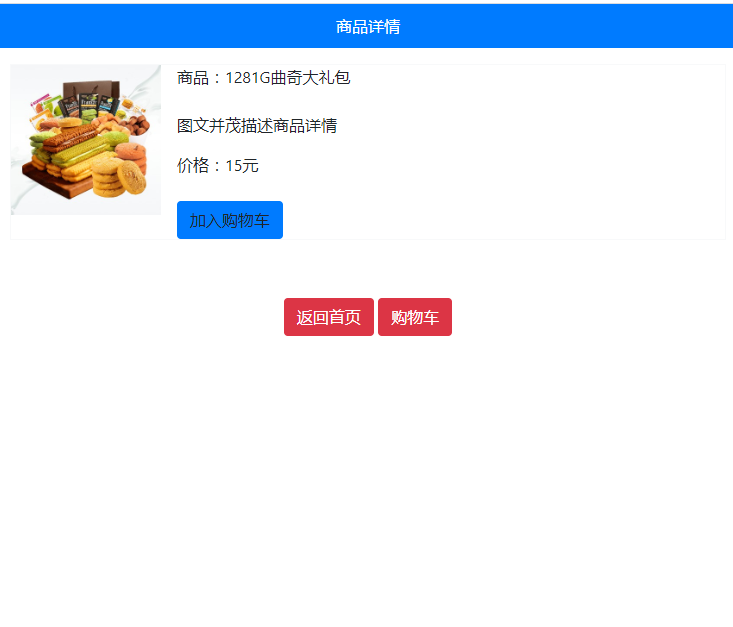 商品详情
商品：1281G曲奇大礼包
图文并茂描述商品详情
价格：15元
加入购物车
返回首页 购物车